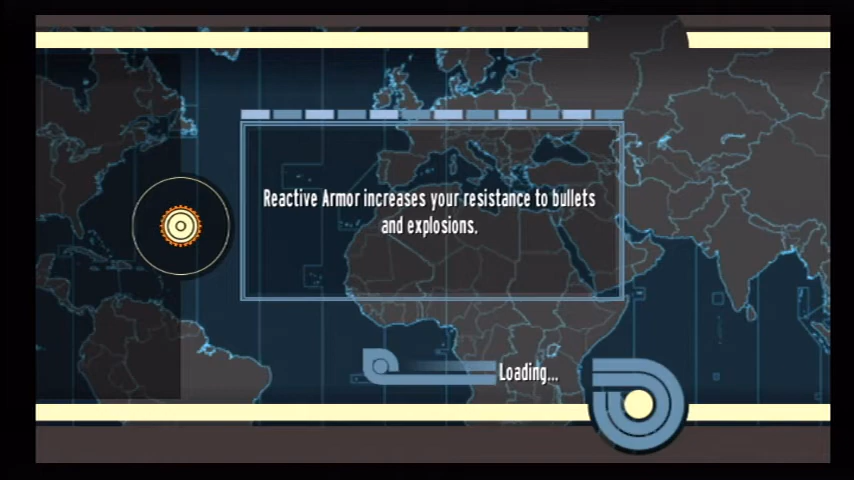 Reactive Armor increases your resistance to bullets
and explosions.
Loading...